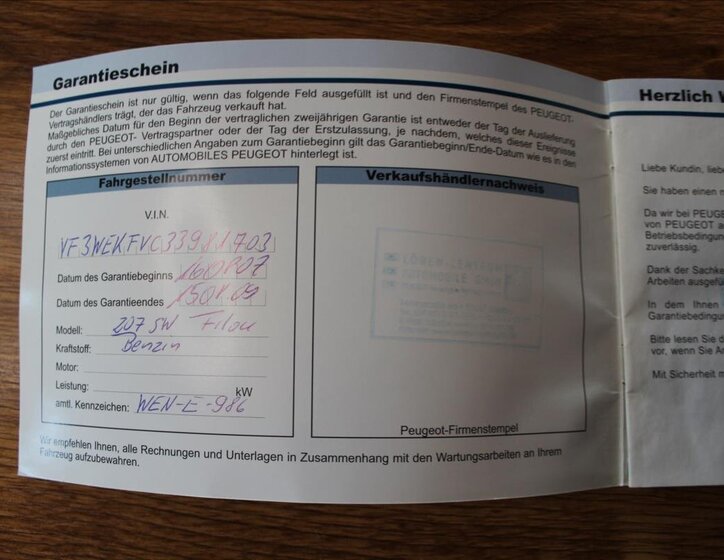 Garantieschein
Der Garantieschein ist nur gültig, wenn das folgende Feld ausgefüllt ist und den Firmenstempel des PEUGEOT-
Vertragshändlers trägt, der das Fahrzeug verkauft hat.
Maßgebliches Datum für den Beginn der vertraglichen zweijährigen Garantie ist entweder der Tag der Auslieferung
durch den PEUGEOT- Vertragspartner oder der Tag der Erstzulassung, je nachdem, welches dieser Ereignisse
zuerst eintritt. Bei unterschiedlichen Angaben zum Garantiebeginn gilt das Garantiebeginn/Ende-Datum wie es in den
Informationssystemen von AUTOMOBILES PEUGEOT hinterlegt ist.
Fahrgestellnummer
V.I.N.
Datum des Garantiebeginns
Datum des Garantieendes
Modell: 207 SW Filou
Kraftstoff: Benzin
Motor:
Leistung: kW
amtl. Kennzeichen: WEN-E-986
Verkaufshändlernachweis
AUTOMOBILE GMBH
Peugeot-Firmenstempel
Wir empfehlen Ihnen, alle Rechnungen und Unterlagen in Zusammenhang mit den Wartungsarbeiten an Ihrem
Fahrzeug aufzubewahren.
Herzlich
Liebe Kundin,
Sie haben einen
Da wir bei
von PEUGEOT
zuverlässig.
Dank der
Arbeiten
In dem Ihnen
Bitte lesen Sie
vor, wenn Sie
Mit Sicherheit